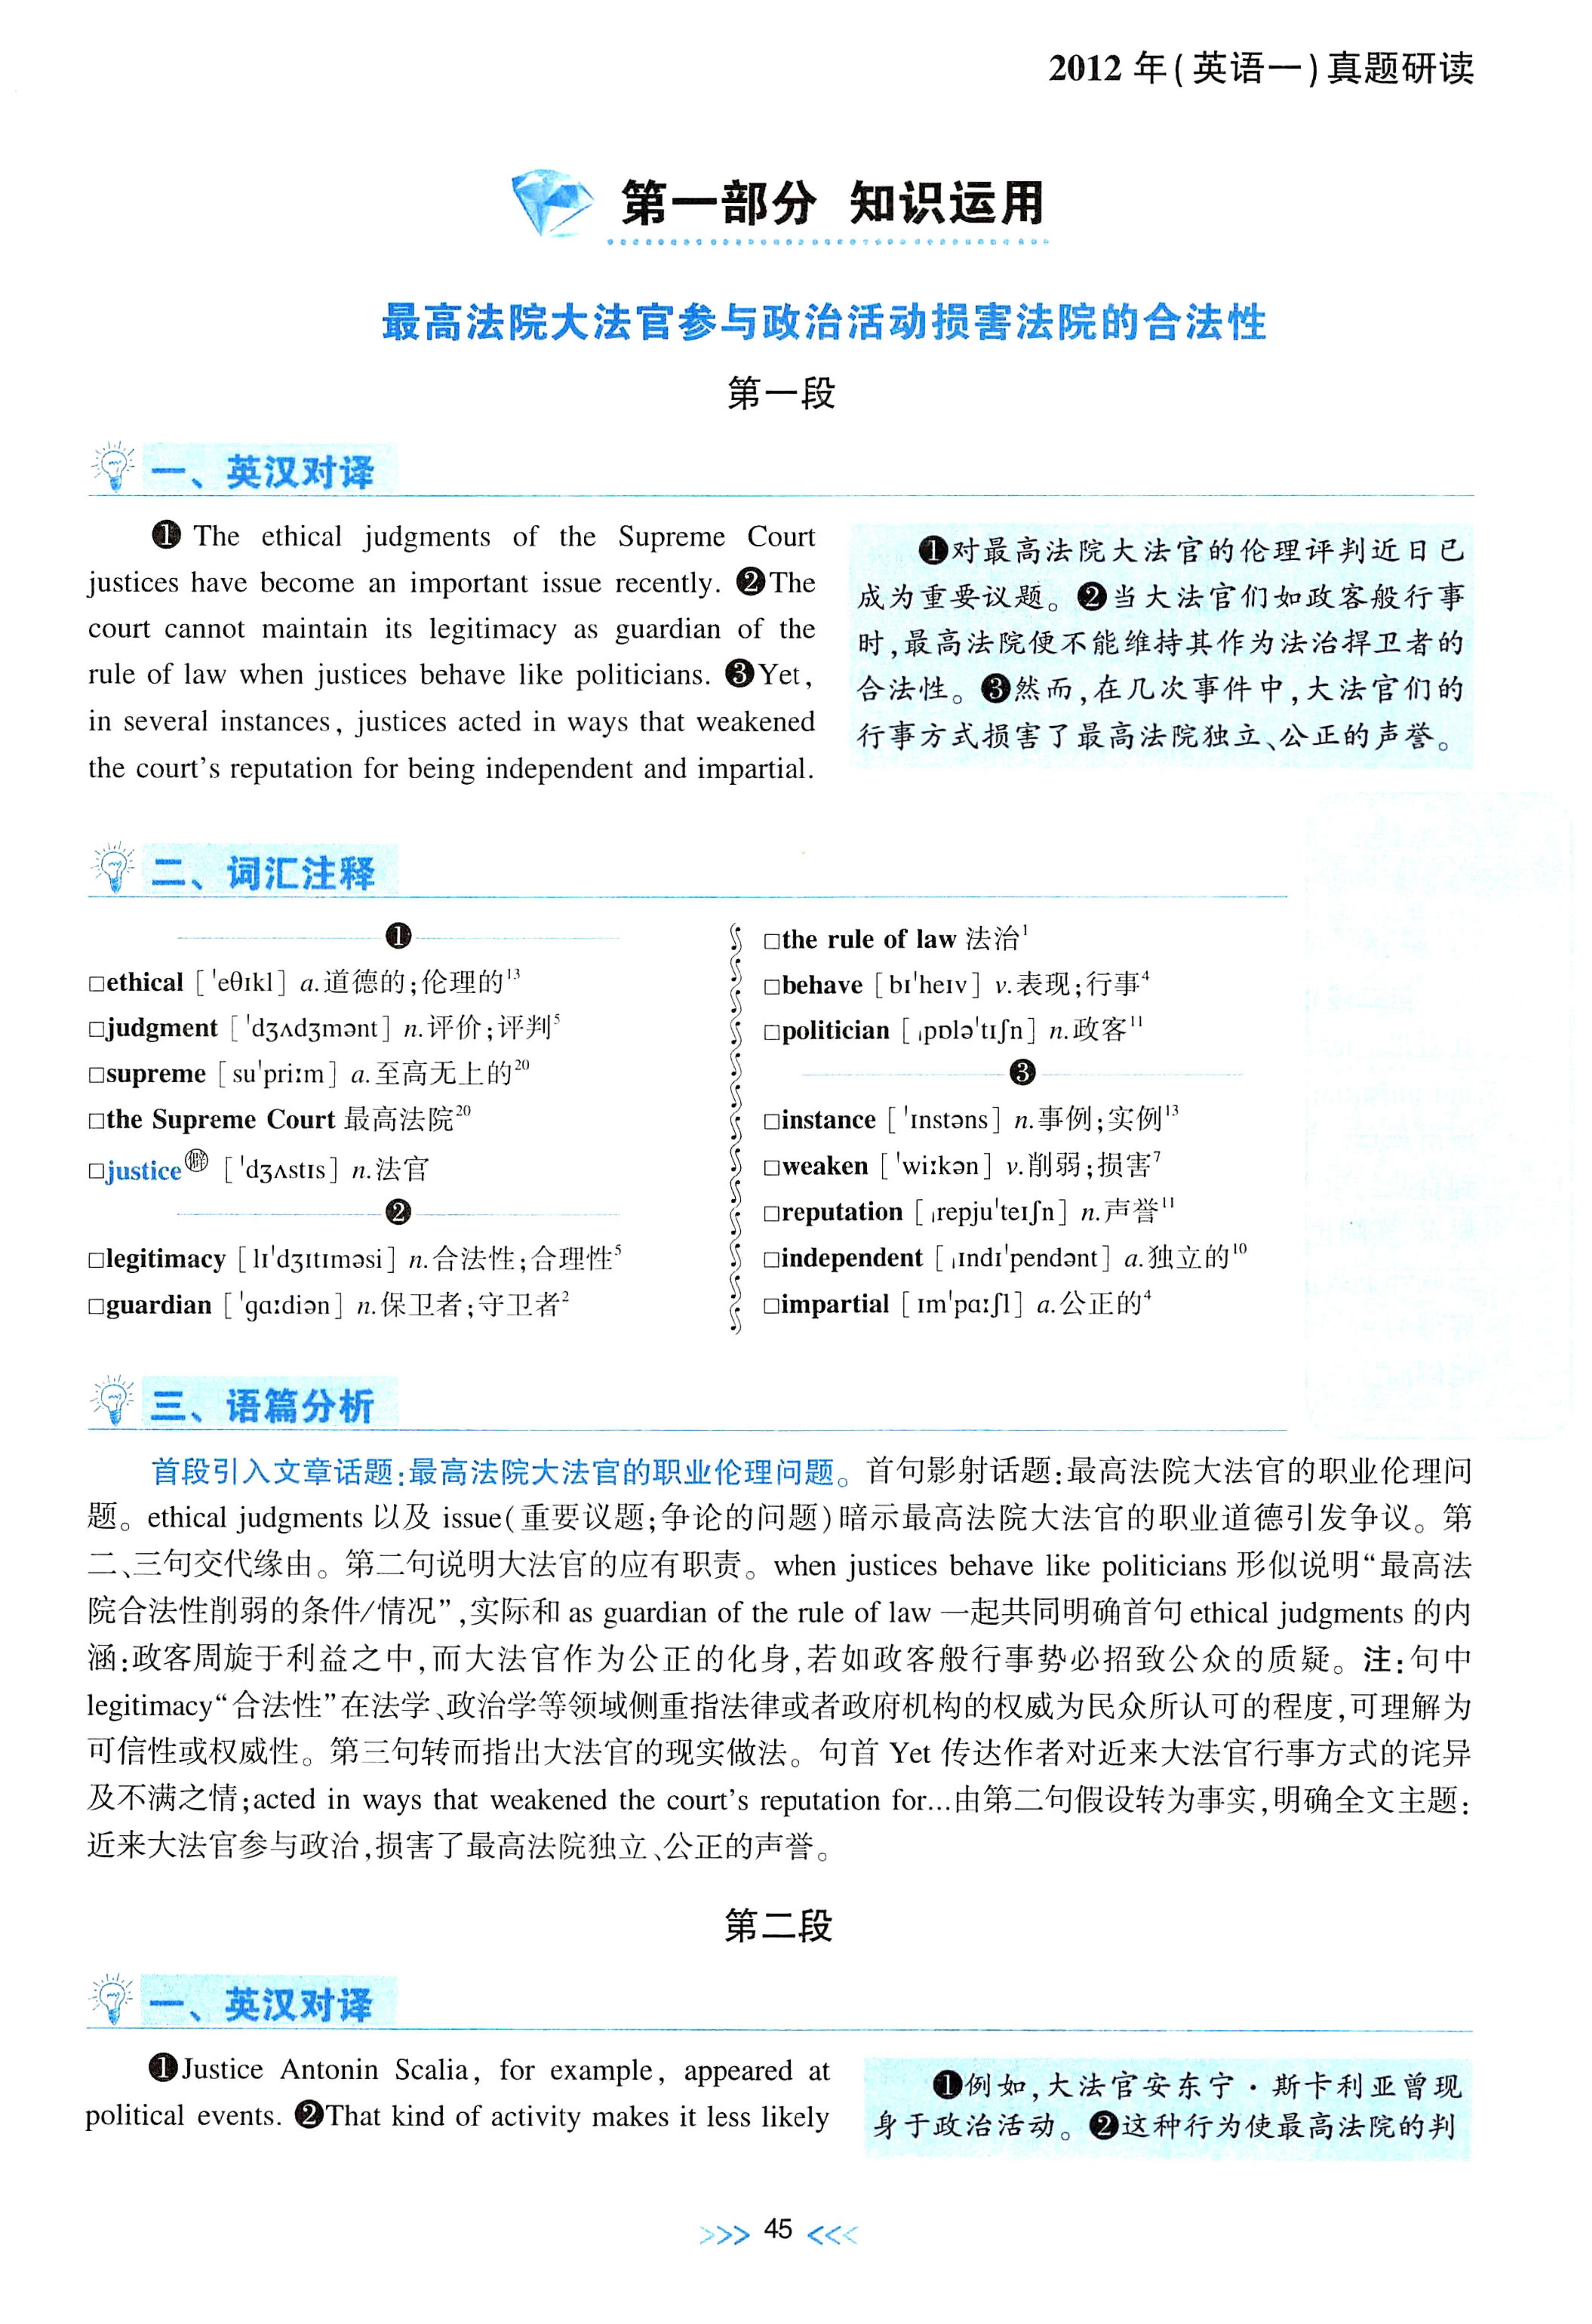 2012 年(英语一)真题研读
第一部分 知识运用
最高法院大法官参与政治活动损害法院的合法性
第一段
一、英汉对译
❶ The ethical judgments of the Supreme Court
justices have become an important issue recently. ❷The
court cannot maintain its legitimacy as guardian of the
rule of law when justices behave like politicians. ❸Yet,
in several instances, justices acted in ways that weakened
the court's reputation for being independent and impartial.
❶对最高法院大法官的伦理评判近日已
成为重要议题。❷当大法官们如政客般行事
时,最高法院便不能维持其作为法治捍卫者的
合法性。❸然而,在几次事件中,大法官们的
行事方式损害了最高法院独立、公正的声誉。
二、词汇注释
❶
□ethical [ˈeθɪkl] a.道德的;伦理的¹³
□judgment [ˈdʒʌdʒmənt] n.评价;评判⁵
□supreme [suˈpriːm] a.至高无上的²⁰
□the Supreme Court 最高法院²⁰
□justice僻 [ˈdʒʌstɪs] n.法官
❷
□legitimacy [lɪˈdʒɪtɪməsi] n.合法性;合理性⁵
□guardian [ˈɡɑːdiən] n.保卫者;守卫者²
□the rule of law 法治¹
□behave [bɪˈheɪv] v.表现;行事⁴
□politician [ˌpɒləˈtɪʃn] n.政客¹¹
❸
□instance [ˈɪnstəns] n.事例;实例¹³
□weaken [ˈwiːkən] v.削弱;损害⁷
□reputation [ˌrepjuˈteɪʃn] n.声誉¹¹
□independent [ˌɪndɪˈpendənt] a.独立的¹⁰
□impartial [ɪmˈpɑːʃl] a.公正的⁴
三、语篇分析
首段引入文章话题:最高法院大法官的职业伦理问题。首句影射话题:最高法院大法官的职业伦理问
题。ethical judgments 以及 issue(重要议题;争论的问题)暗示最高法院大法官的职业道德引发争议。第
二、三句交代缘由。第二句说明大法官的应有职责。when justices behave like politicians 形似说明“最高法
院合法性削弱的条件/情况”,实际和 as guardian of the rule of law 一起共同明确首句 ethical judgments 的内
涵:政客周旋于利益之中,而大法官作为公正的化身,若如政客般行事势必招致公众的质疑。注:句中
legitimacy“合法性”在法学、政治学等领域侧重指法律或者政府机构的权威为民众所认可的程度,可理解为
可信性或权威性。第三句转而指出大法官的现实做法。句首 Yet 传达作者对近来大法官行事方式的诧异
及不满之情;acted in ways that weakened the court's reputation for...由第二句假设转为事实,明确全文主题:
近来大法官参与政治,损害了最高法院独立、公正的声誉。
第二段
一、英汉对译
❶Justice Antonin Scalia, for example, appeared at
political events. ❷That kind of activity makes it less likely
❶例如,大法官安东宁·斯卡利亚曾现
身于政治活动。❷这种行为使最高法院的判
>>> 45 <<<